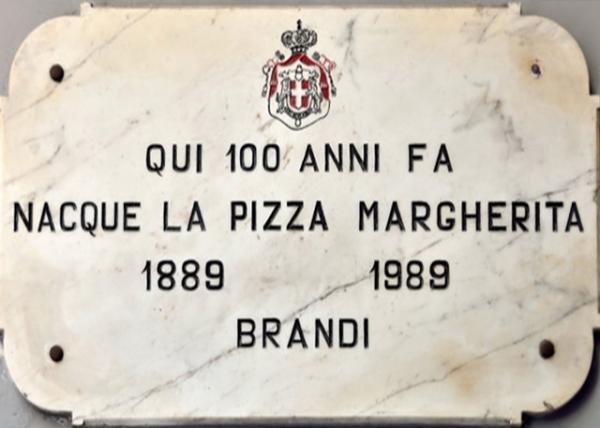 QUI 100 ANNI FA
NACQUE LA PIZZA MARGHERITA
1889 1989
BRANDI